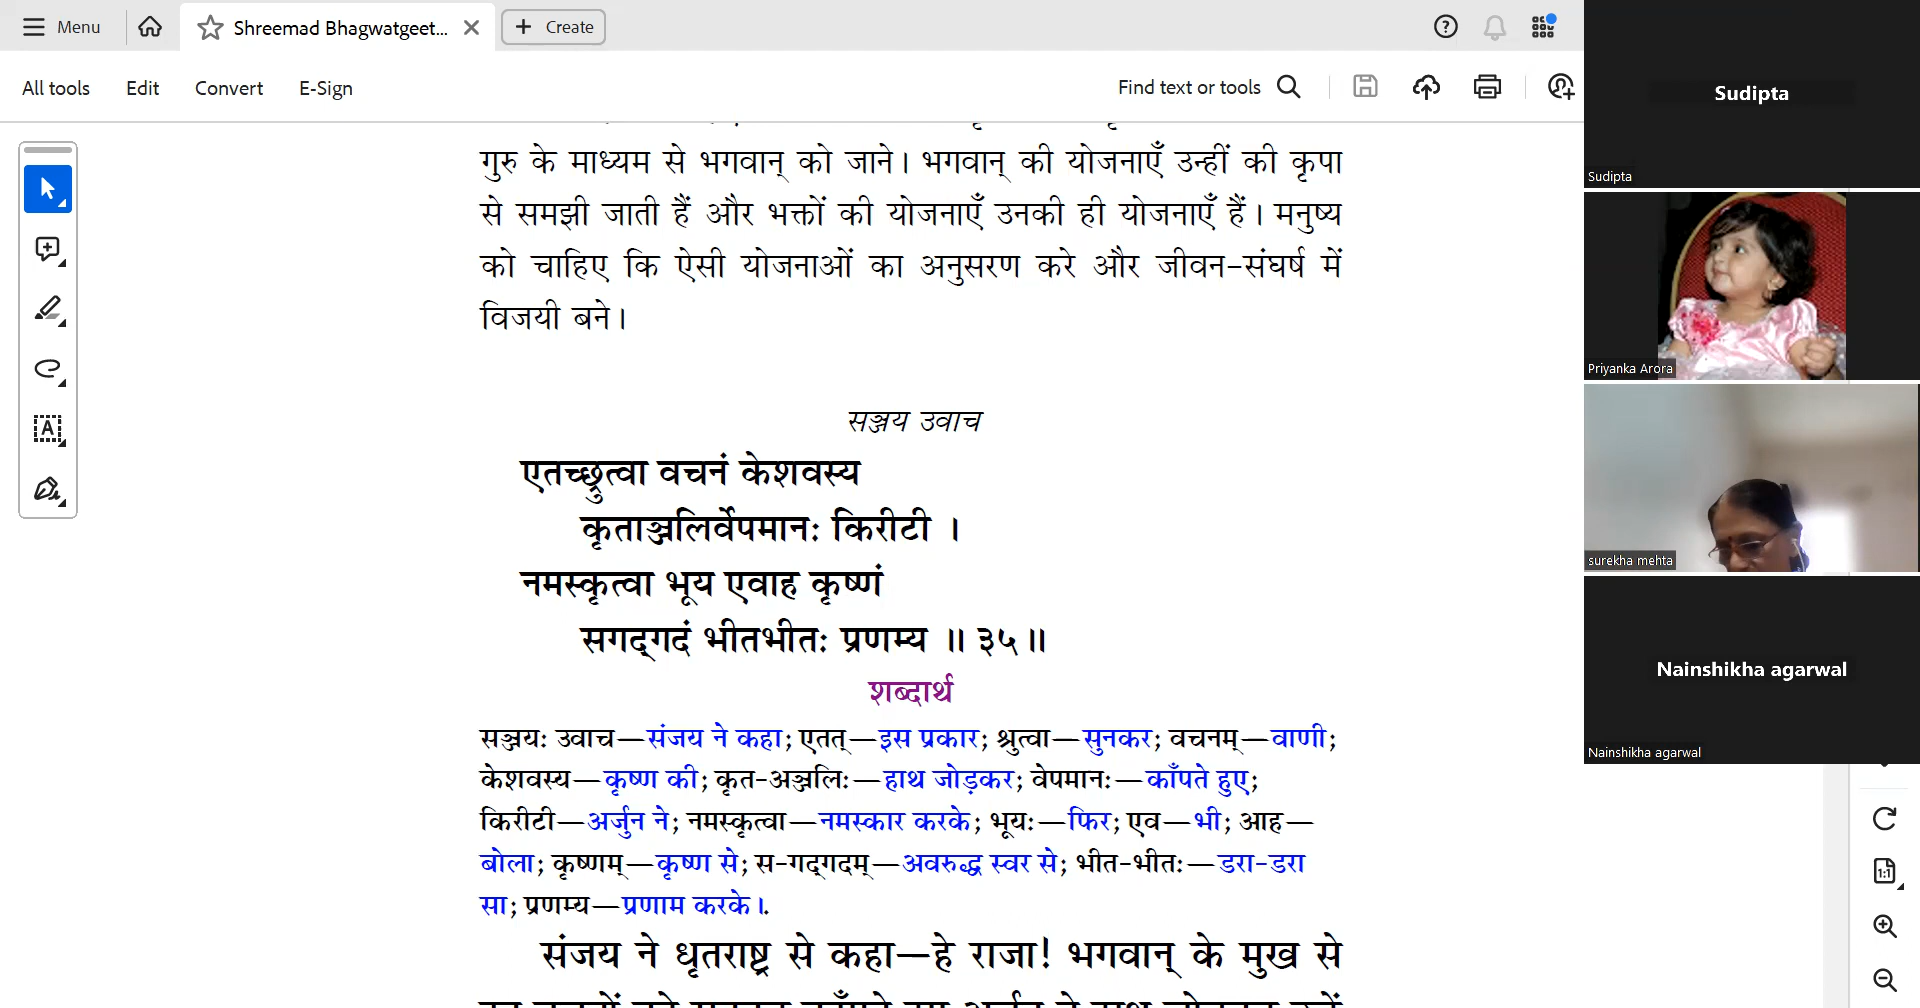 Menu
Shreemad Bhagwatgeet...
Create
All tools
Edit
Convert
E-Sign
Find text or tools
गुरु के माध्यम से भगवान् को जाने। भगवान् की योजनाएँ उन्हीं की कृपा
से समझी जाती हैं और भक्तों की योजनाएँ उनकी ही योजनाएँ हैं। मनुष्य
को चाहिए कि ऐसी योजनाओं का अनुसरण करे और जीवन-संघर्ष में
विजयी बने।
सञ्जय उवाच
एतच्छ्रुत्वा वचनं केशवस्य
कृताञ्जलिर्वेपमानः किरीटी ।
नमस्कृत्वा भूय एवाह कृष्णं
सगद्गदं भीतभीतः प्रणम्य ॥ ३५॥
शब्दार्थ
सञ्जयः उवाच—संजय ने कहा; एतत्—इस प्रकार; श्रुत्वा—सुनकर; वचनम्—वाणी;
केशवस्य—कृष्ण की; कृत-अञ्जलिः—हाथ जोड़कर; वेपमानः—काँपते हुए;
किरीटी—अर्जुन ने; नमस्कृत्वा—नमस्कार करके; भूयः—फिर; एव—भी; आह—
बोला; कृष्णम्—कृष्ण से; स-गद्गदम्—अवरुद्ध स्वर से; भीत-भीतः—डरा-डरा
सा; प्रणम्य—प्रणाम करके।.
संजय ने धृतराष्ट्र से कहा—हे राजा! भगवान् के मुख से
Sudipta
Sudipta
Priyanka Arora
surekha mehta
Nainshikha agarwal
Nainshikha agarwal
1:1